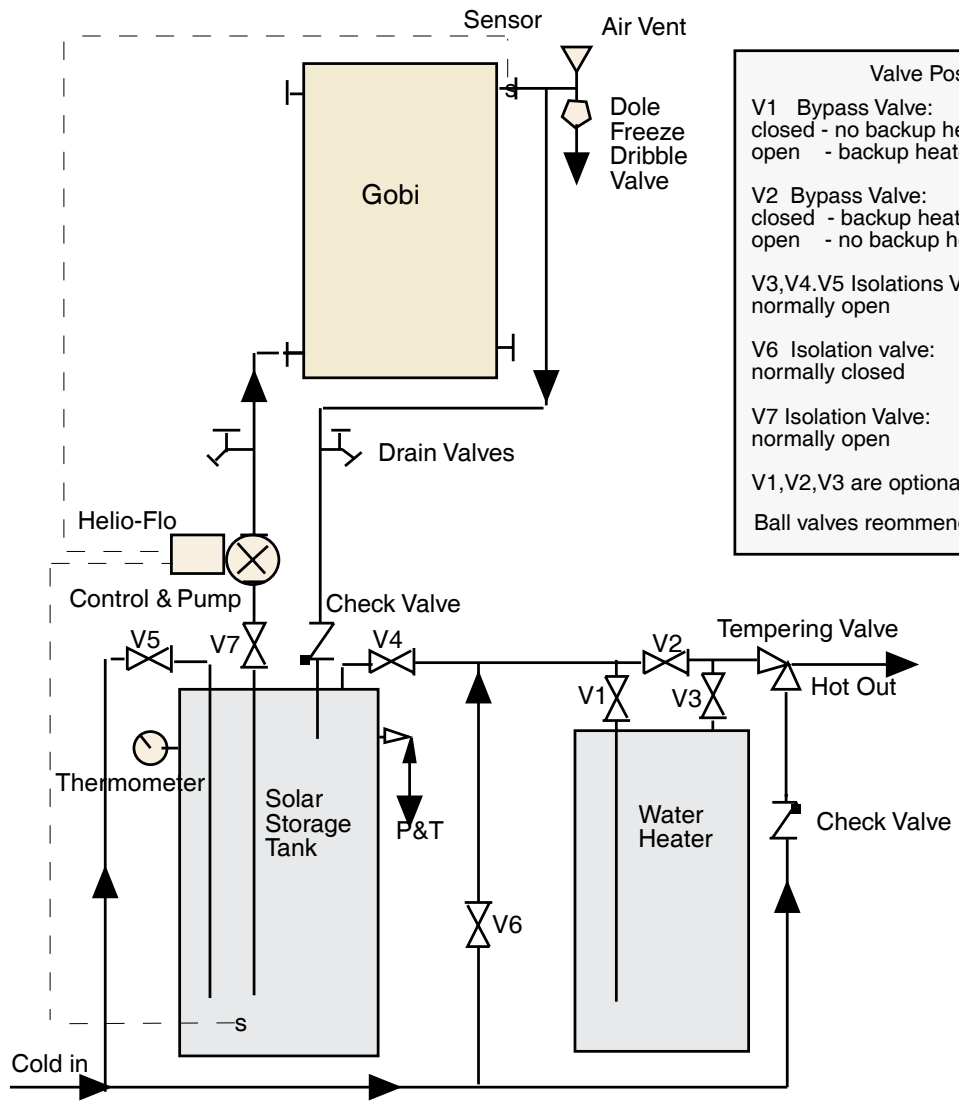 Sensor
Air Vent
S
Dole
Freeze
Dribble
Valve
Gobi
Valve Pos
V1 Bypass Valve:
closed - no backup he
open - backup heat
V2 Bypass Valve:
closed - backup heat
open - no backup h
V3,V4.V5 Isolations V
normally open
V6 Isolation valve:
normally closed
V7 Isolation Valve:
normally open
V1,V2,V3 are optiona
Ball valves reommen
Drain Valves
Helio-Flo
Control & Pump
Check Valve
V5
V7
V4
V2
Tempering Valve
Hot Out
V1
V3
Thermometer
Solar
Storage
Tank
P&T
Water
Heater
Check Valve
V6
s
Cold in